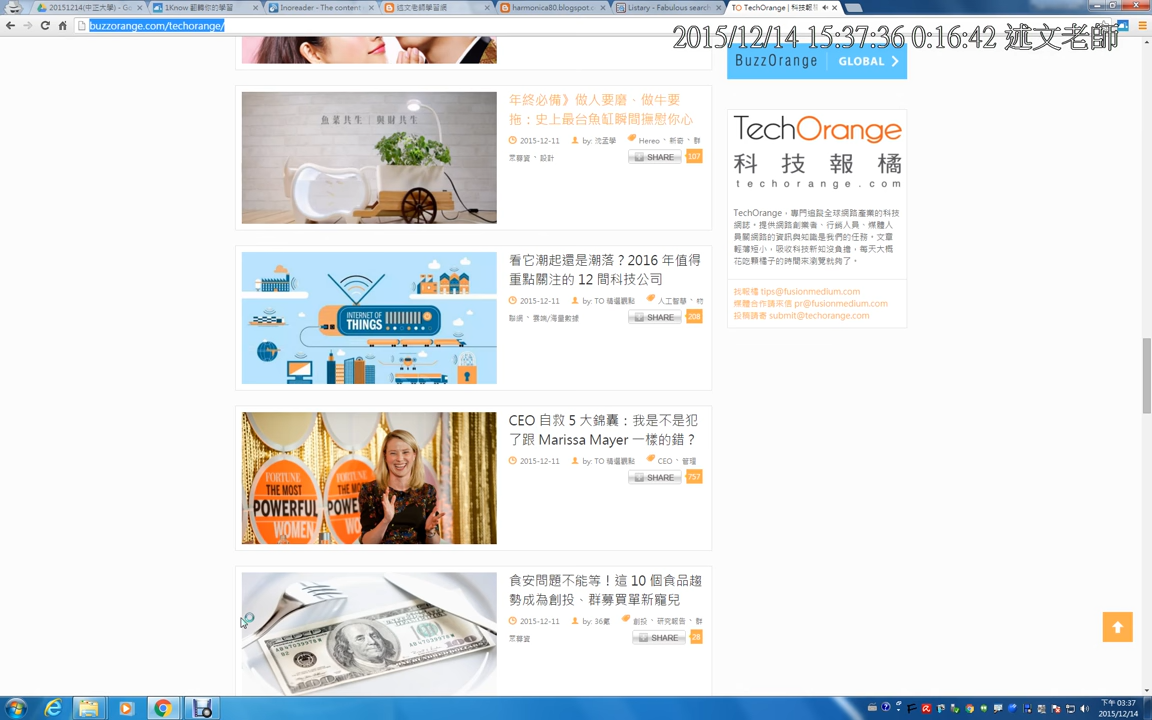 20151214(中正大學) - Go
1Know 翻轉你的學習
Inoreader - The content
述文老師學習網
harmonica80.blogspot.c
Listary - Fabulous search
TO TechOrange | 科技報橘
buzzorange.com/techorange/
2015/12/14 15:37:36 0:16:42 述文老師
BuzzOrange GLOBAL
魚菜共生 與財共生
年終必備》做人要磨、做牛要
拖：史上最台魚缸瞬間撫慰你心
2015-12-11 by: 沈孟學 Hereo、新奇、群
眾募資、設計
SHARE 107
INTERNET OF
THINGS
看它潮起還是潮落？2016 年值得
重點關注的 12 間科技公司
2015-12-11 by: TO 精選觀點 人工智慧、物
聯網、雲端/海量數據
SHARE 208
FORTUNE
THE MOST
POWERFUL
WOMEN
CEO 自救 5 大錦囊：我是不是犯
了跟 Marissa Mayer 一樣的錯？
2015-12-11 by: TO 精選觀點 CEO、管理
SHARE 757
食安問題不能等！這 10 個食品趨
勢成為創投、群募買單新寵兒
2015-12-11 by: 36氪 創投、研究報告、群
眾募資
SHARE 28
TechOrange
科技報橘
techorange.com
TechOrange，專門追蹤全球網路產業的科技
網誌。提供網路創業者、行銷人員、媒體人
員關網路的資訊與知識是我們的任務。文章
輕薄短小，吸收科技新知沒負擔，每天大概
花吃顆橘子的時間來瀏覽就夠了。
找報橘 tips@fusionmedium.com
媒體合作請來信 pr@fusionmedium.com
投稿請寄 submit@techorange.com
下午 03:37
2015/12/14